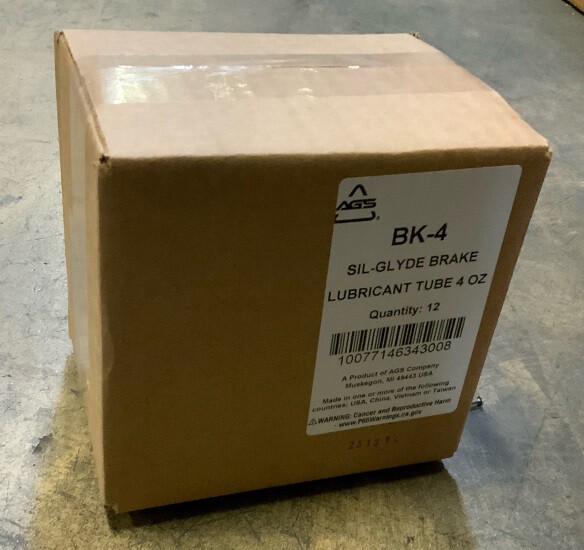 AGS
BK-4
SIL-GLYDE BRAKE
LUBRICANT TUBE 4 OZ
Quantity: 12
10077146343008
A Product of AGS Company
Muskegon, MI 49443 USA
Made in one or more of the following
countries: USA, China, Vietnam or Taiwan
⚠WARNING: Cancer and Reproductive Harm
- www.P65Warnings.ca.gov